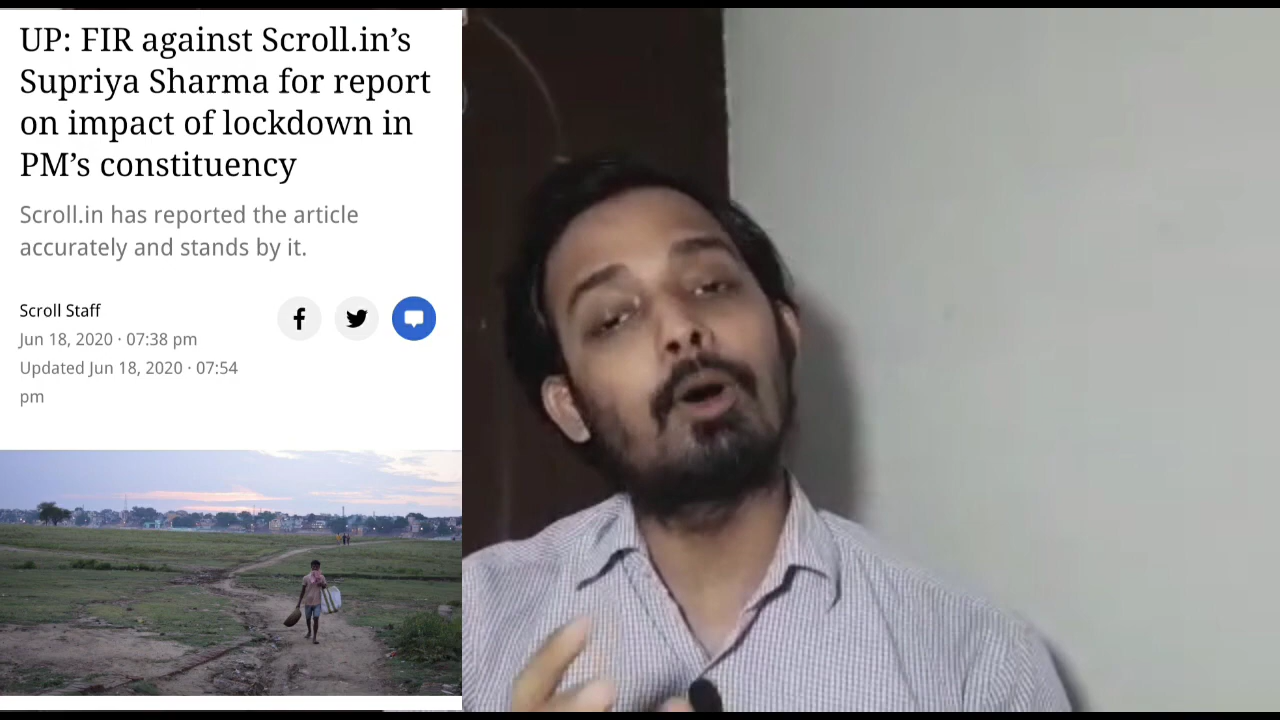 UP: FIR against Scroll.in’s
Supriya Sharma for report
on impact of lockdown in
PM’s constituency
Scroll.in has reported the article
accurately and stands by it.
Scroll Staff
Jun 18, 2020 · 07:38 pm
Updated Jun 18, 2020 · 07:54
pm